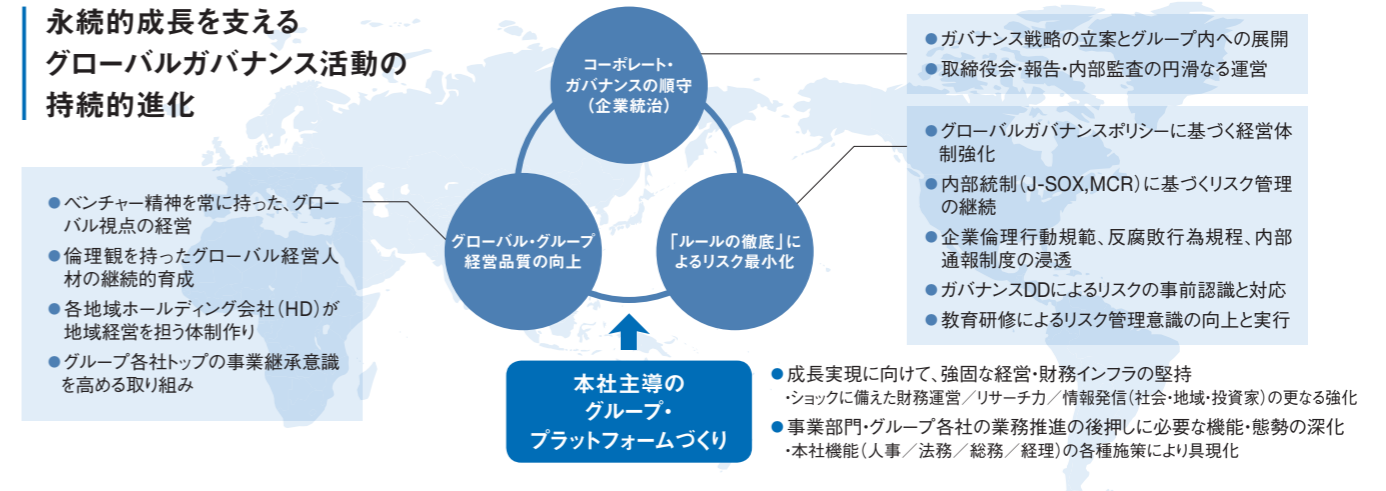 永続的成長を支える
グローバルガバナンス活動の
持続的進化
コーポレート・
ガバナンスの順守
（企業統治）
●ガバナンス戦略の立案とグループ内への展開
●取締役会・報告・内部監査の円滑なる運営
グローバル・グループ
経営品質の向上
●ベンチャー精神を常に持った、グロー
バル視点の経営
●倫理観を持ったグローバル経営人
材の継続的育成
●各地域ホールディング会社（HD）が
地域経営を担う体制作り
●グループ各社トップの事業継承意識
を高める取り組み
「ルールの徹底」に
よるリスク最小化
●グローバルガバナンスポリシーに基づく経営体
制強化
●内部統制（J-SOX,MCR）に基づくリスク管理
の継続
●企業倫理行動規範、反腐敗行為規程、内部
通報制度の浸透
●ガバナンスDDによるリスクの事前認識と対応
●教育研修によるリスク管理意識の向上と実行
本社主導の
グループ・
プラットフォームづくり
●成長実現に向けて、強固な経営・財務インフラの堅持
・ショックに備えた財務運営／リサーチ力／情報発信（社会・地域・投資家）の更なる強化
●事業部門・グループ各社の業務推進の後押しに必要な機能・態勢の深化
・本社機能（人事／法務／総務／経理）の各種施策により具現化